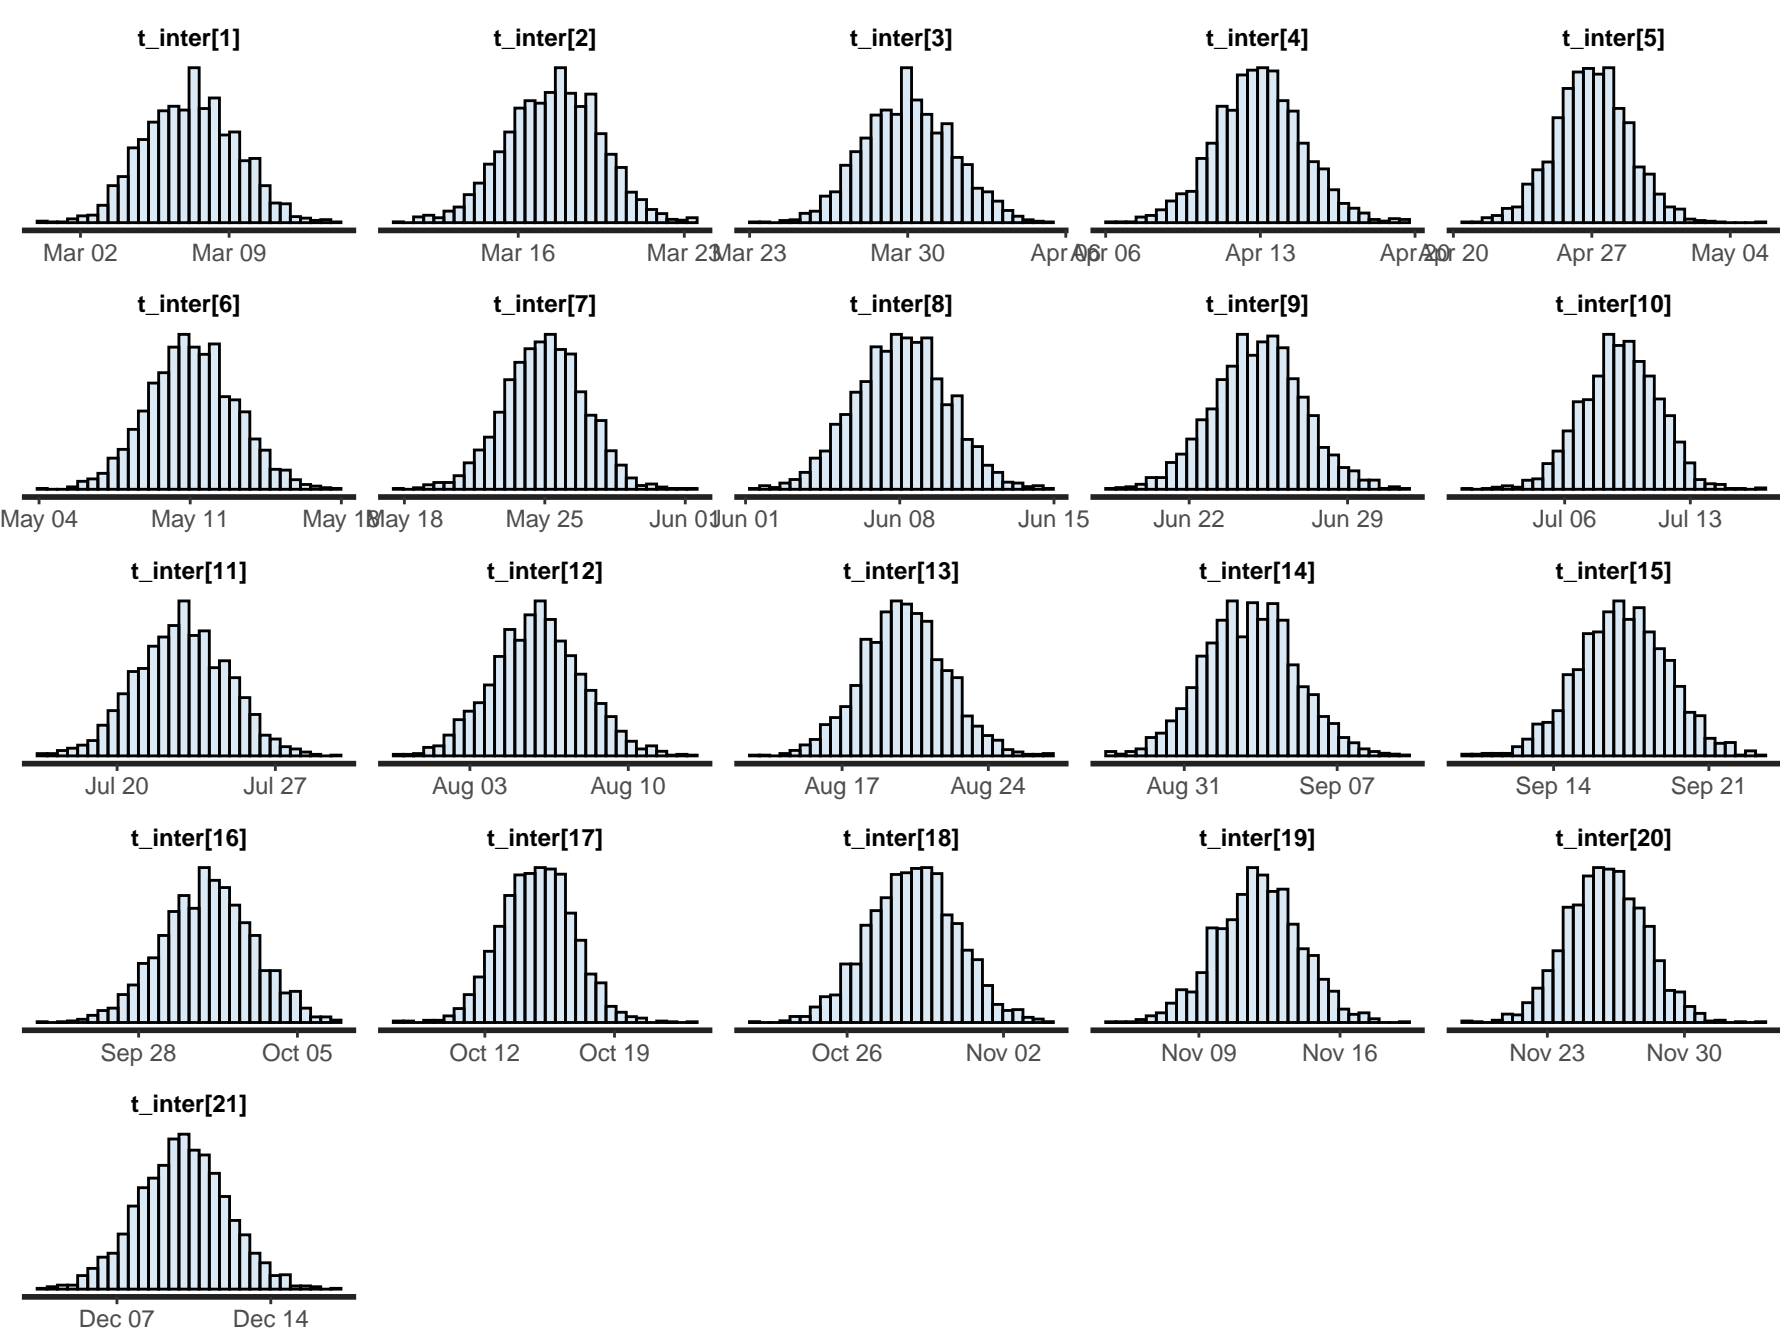 t_inter[1] t_inter[2] t_inter[3] t_inter[4] t_inter[5]
Mar 02 Mar 09 Mar 16 Mar 23 Mar 23 Mar 30 Apr 06 Apr 06 Apr 13 Apr 20 Apr 20 Apr 27 May 04
t_inter[6] t_inter[7] t_inter[8] t_inter[9] t_inter[10]
May 04 May 11 May 18 May 18 May 25 Jun 01 Jun 01 Jun 08 Jun 15 Jun 22 Jun 29 Jul 06 Jul 13
t_inter[11] t_inter[12] t_inter[13] t_inter[14] t_inter[15]
Jul 20 Jul 27 Aug 03 Aug 10 Aug 17 Aug 24 Aug 31 Sep 07 Sep 14 Sep 21
t_inter[16] t_inter[17] t_inter[18] t_inter[19] t_inter[20]
Sep 28 Oct 05 Oct 12 Oct 19 Oct 26 Nov 02 Nov 09 Nov 16 Nov 23 Nov 30
t_inter[21]
Dec 07 Dec 14